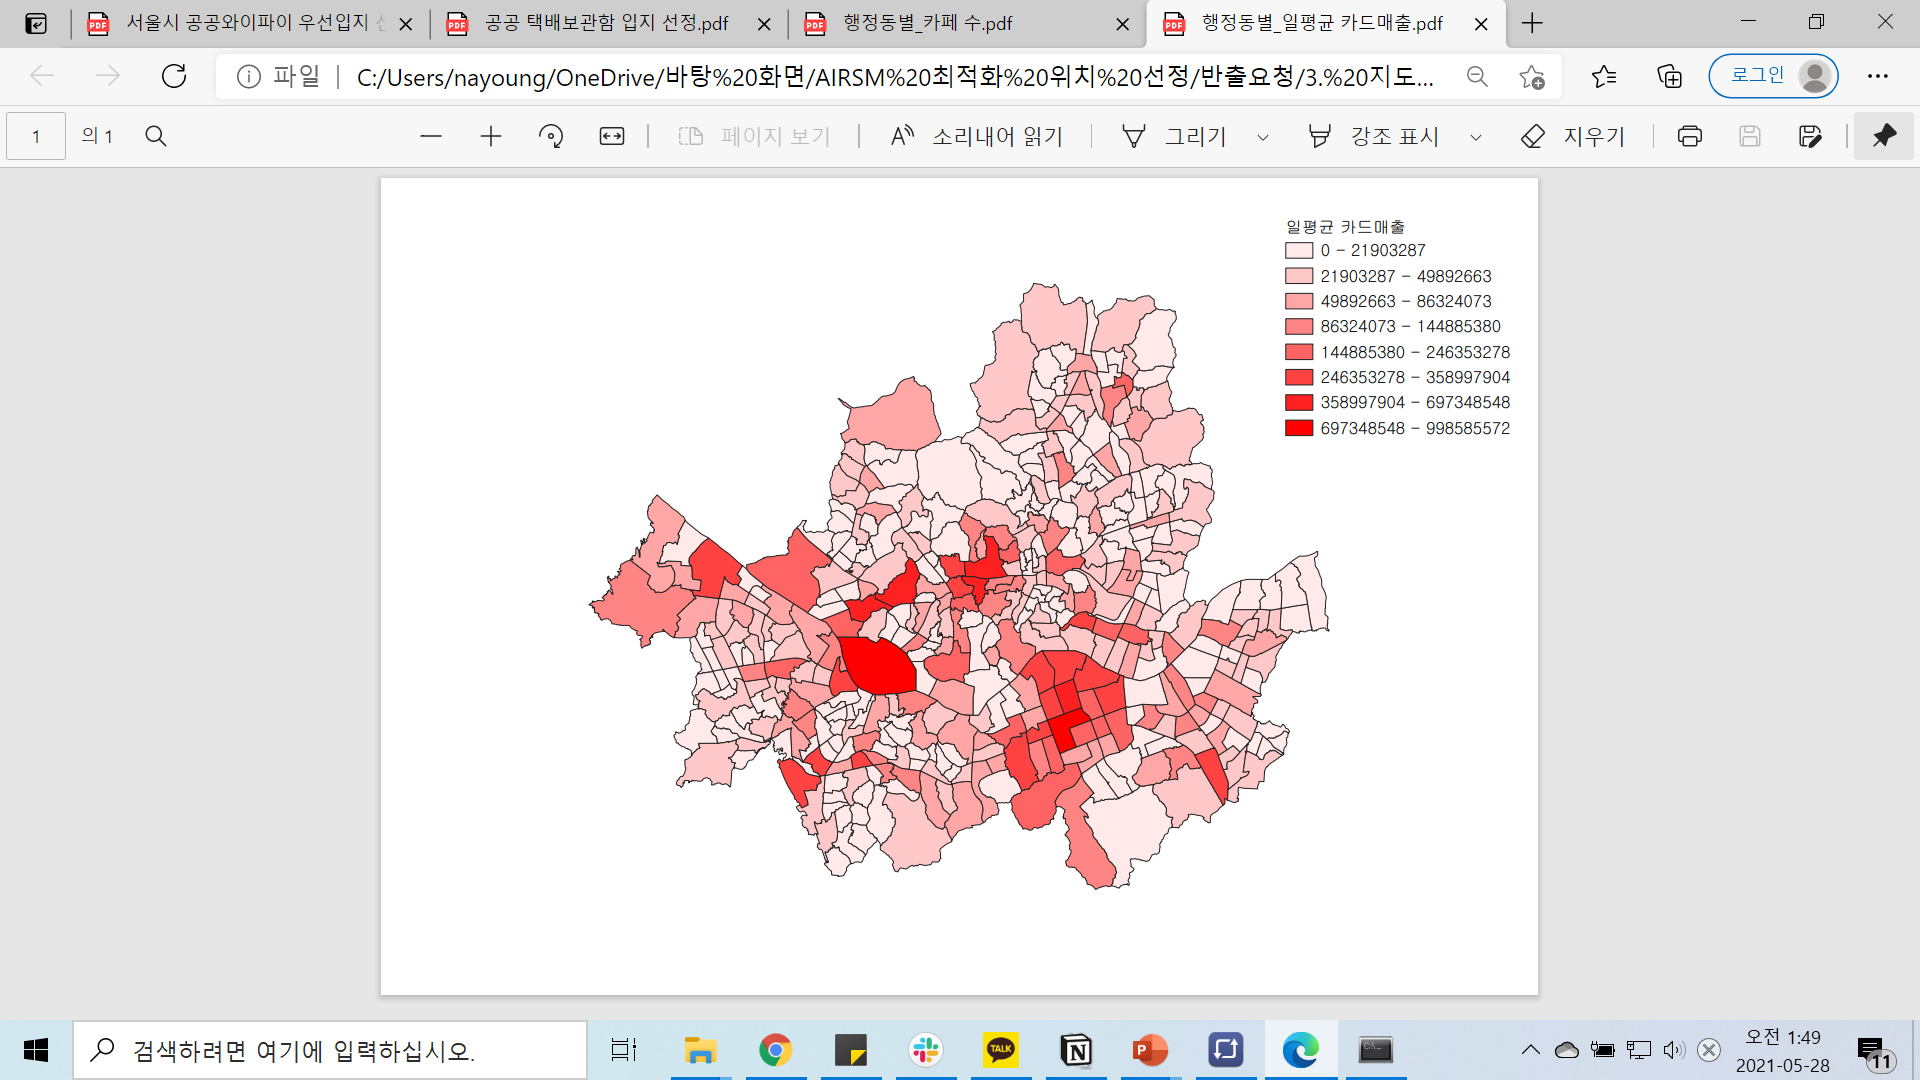 서울시 공공와이파이 우선입지
공공 택배보관함 입지 선정.pdf
행정동별_카페 수.pdf
행정동별_일평균 카드매출.pdf
파일
C:/Users/nayoung/OneDrive/바탕%20화면/AIRSM%20최적화%20위치%20선정/반출요청/3.%20지도...
로그인
1
의 1
페이지 보기
소리내어 읽기
그리기
강조 표시
지우기
일평균 카드매출
0 - 21903287
21903287 - 49892663
49892663 - 86324073
86324073 - 144885380
144885380 - 246353278
246353278 - 358997904
358997904 - 697348548
697348548 - 998585572
검색하려면 여기에 입력하십시오.
TALK
오전 1:49
2021-05-28
11